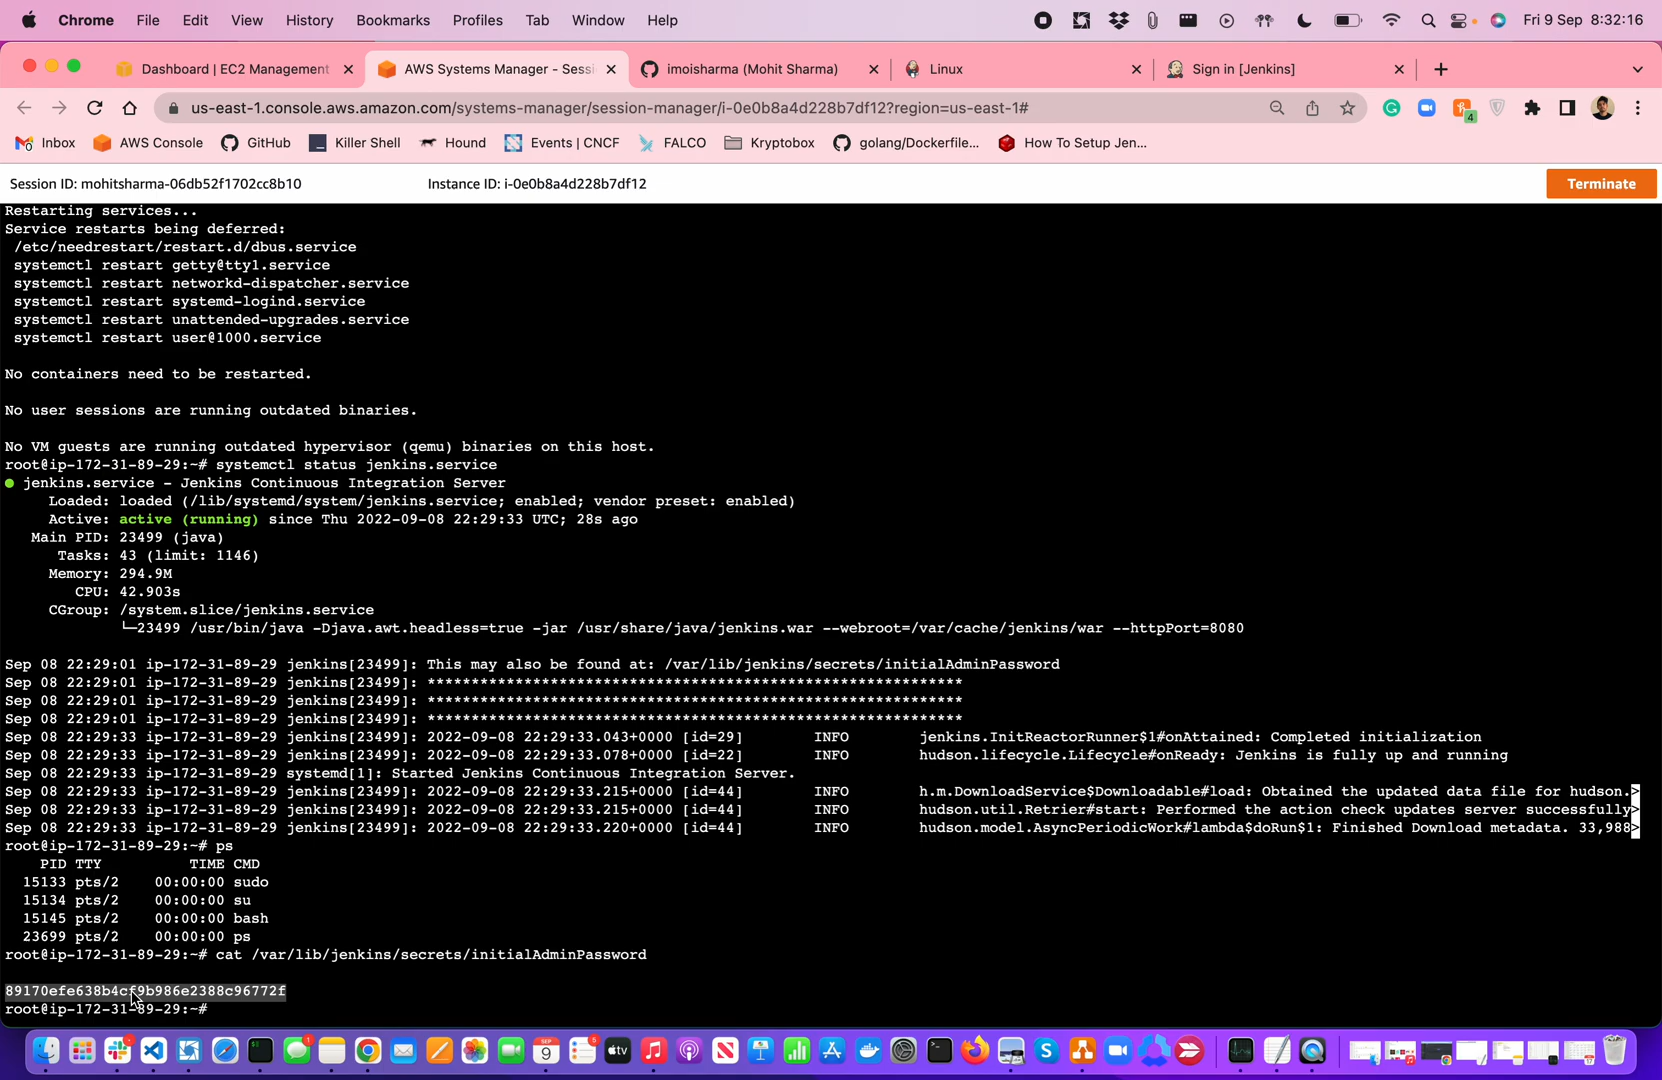 Chrome File Edit View History Bookmarks Profiles Tab Window Help Fri 9 Sep 8:32:16
Dashboard | EC2 Management AWS Systems Manager - Sessi imoisharma (Mohit Sharma) Linux Sign in [Jenkins]
us-east-1.console.aws.amazon.com/systems-manager/session-manager/i-0e0b8a4d228b7df12?region=us-east-1#
4
Inbox AWS Console GitHub Killer Shell Hound Events | CNCF FALCO Kryptobox golang/Dockerfile... How To Setup Jen...
Session ID: mohitsharma-06db52f1702cc8b10 Instance ID: i-0e0b8a4d228b7df12 Terminate
Restarting services...
Service restarts being deferred:
/etc/needrestart/restart.d/dbus.service
systemctl restart getty@tty1.service
systemctl restart networkd-dispatcher.service
systemctl restart systemd-logind.service
systemctl restart unattended-upgrades.service
systemctl restart user@1000.service
No containers need to be restarted.
No user sessions are running outdated binaries.
No VM guests are running outdated hypervisor (qemu) binaries on this host.
root@ip-172-31-89-29:~# systemctl status jenkins.service
● jenkins.service - Jenkins Continuous Integration Server
Loaded: loaded (/lib/systemd/system/jenkins.service; enabled; vendor preset: enabled)
Active: active (running) since Thu 2022-09-08 22:29:33 UTC; 28s ago
Main PID: 23499 (java)
Tasks: 43 (limit: 1146)
Memory: 294.9M
CPU: 42.903s
CGroup: /system.slice/jenkins.service
└─23499 /usr/bin/java -Djava.awt.headless=true -jar /usr/share/java/jenkins.war --webroot=/var/cache/jenkins/war --httpPort=8080
Sep 08 22:29:01 ip-172-31-89-29 jenkins[23499]: This may also be found at: /var/lib/jenkins/secrets/initialAdminPassword
Sep 08 22:29:01 ip-172-31-89-29 jenkins[23499]: *************************************************************
Sep 08 22:29:01 ip-172-31-89-29 jenkins[23499]: *************************************************************
Sep 08 22:29:01 ip-172-31-89-29 jenkins[23499]: *************************************************************
Sep 08 22:29:33 ip-172-31-89-29 jenkins[23499]: 2022-09-08 22:29:33.043+0000 [id=29] INFO jenkins.InitReactorRunner$1#onAttained: Completed initialization
Sep 08 22:29:33 ip-172-31-89-29 jenkins[23499]: 2022-09-08 22:29:33.078+0000 [id=22] INFO hudson.lifecycle.Lifecycle#onReady: Jenkins is fully up and running
Sep 08 22:29:33 ip-172-31-89-29 systemd[1]: Started Jenkins Continuous Integration Server.
Sep 08 22:29:33 ip-172-31-89-29 jenkins[23499]: 2022-09-08 22:29:33.215+0000 [id=44] INFO h.m.DownloadService$Downloadable#load: Obtained the updated data file for hudson.>
Sep 08 22:29:33 ip-172-31-89-29 jenkins[23499]: 2022-09-08 22:29:33.215+0000 [id=44] INFO hudson.util.Retrier#start: Performed the action check updates server successfully>
Sep 08 22:29:33 ip-172-31-89-29 jenkins[23499]: 2022-09-08 22:29:33.220+0000 [id=44] INFO hudson.model.AsyncPeriodicWork#lambda$doRun$1: Finished Download metadata. 33,988>
root@ip-172-31-89-29:~# ps
PID TTY TIME CMD
15133 pts/2 00:00:00 sudo
15134 pts/2 00:00:00 su
15145 pts/2 00:00:00 bash
23699 pts/2 00:00:00 ps
root@ip-172-31-89-29:~# cat /var/lib/jenkins/secrets/initialAdminPassword
89170efe638b4cf9b986e2388c96772f
root@ip-172-31-89-29:~#